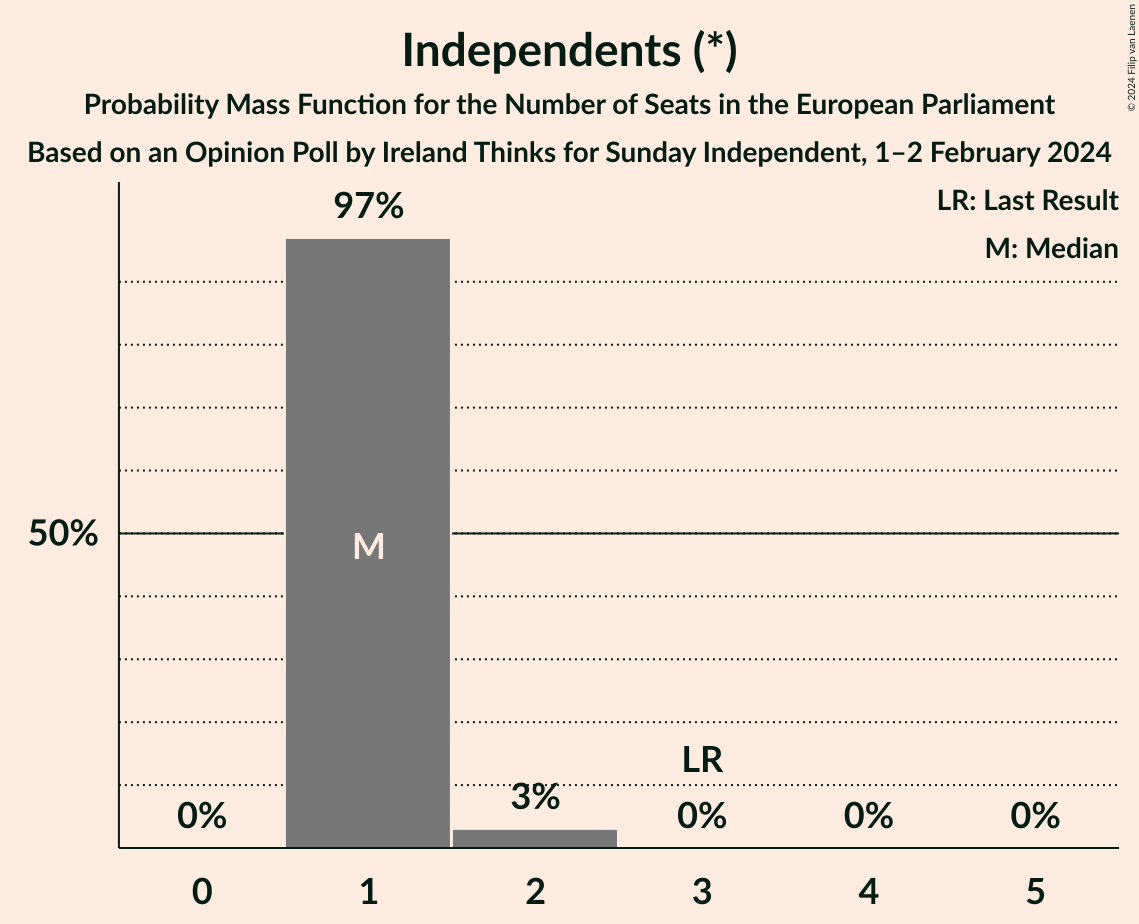 Independents (*)
Probability Mass Function for the Number of Seats in the European Parliament
Based on an Opinion Poll by Ireland Thinks for Sunday Independent, 1–2 February 2024
© 2024 Filip van Laenen
LR: Last Result
M: Median
97%
50%
M
LR
0%
3%
0%
0%
0%
0 1 2 3 4 5